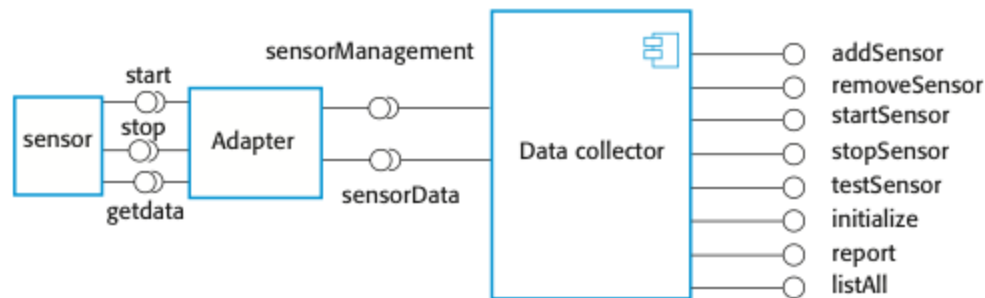 sensorManagement
start
sensor
stop
getdata
Adapter
sensorData
Data collector
addSensor
removeSensor
startSensor
stopSensor
testSensor
initialize
report
listAll